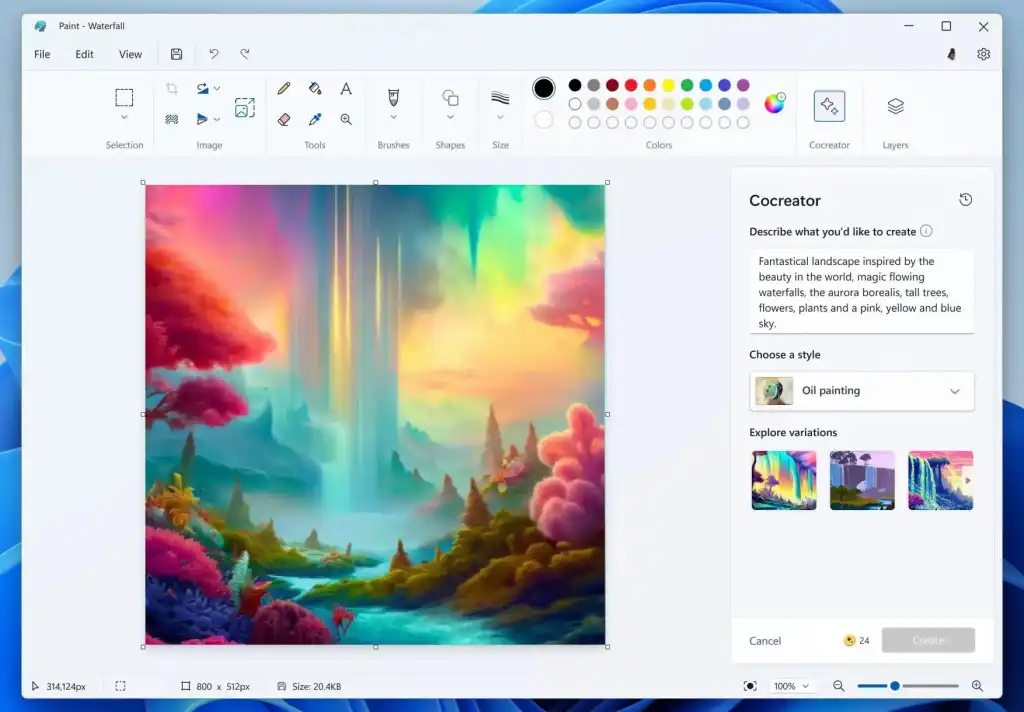 Paint - Waterfall
File Edit View
Selection Image Tools Brushes Shapes Size Colors Cocreator Layers
Cocreator
Describe what you'd like to create
Fantastical landscape inspired by the
beauty in the world, magic flowing
waterfalls, the aurora borealis, tall trees,
flowers, plants and a pink, yellow and blue
sky.
Choose a style
Oil painting
Explore variations
Cancel 24 Create
314,124px 800 x 512px Size: 20.4KB 100%